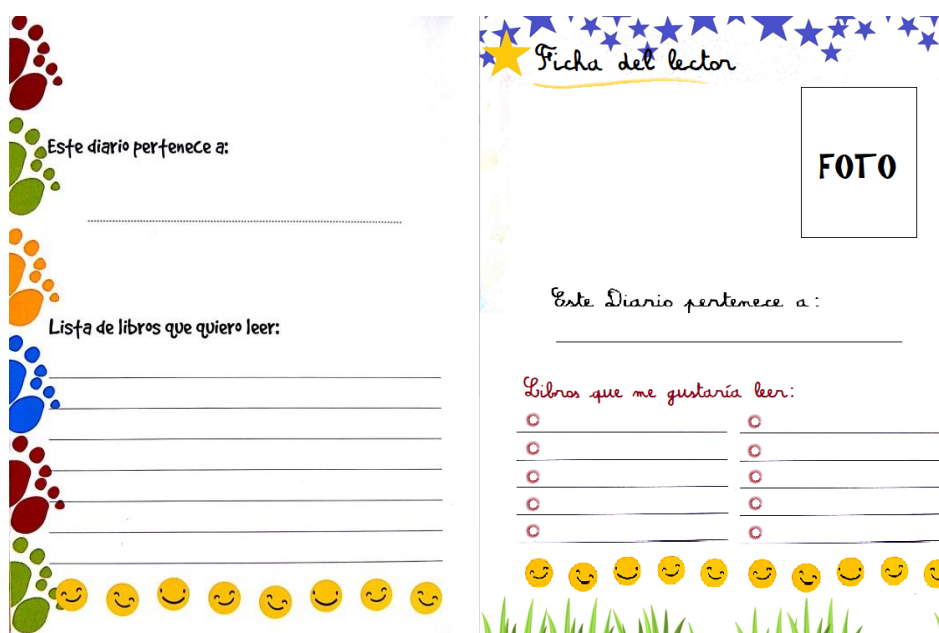 Este diario pertenece a:
Lista de libros que quiero leer:
Ficha del lector
FOTO
Este Diario pertenece a:
Libros que me gustaría leer: